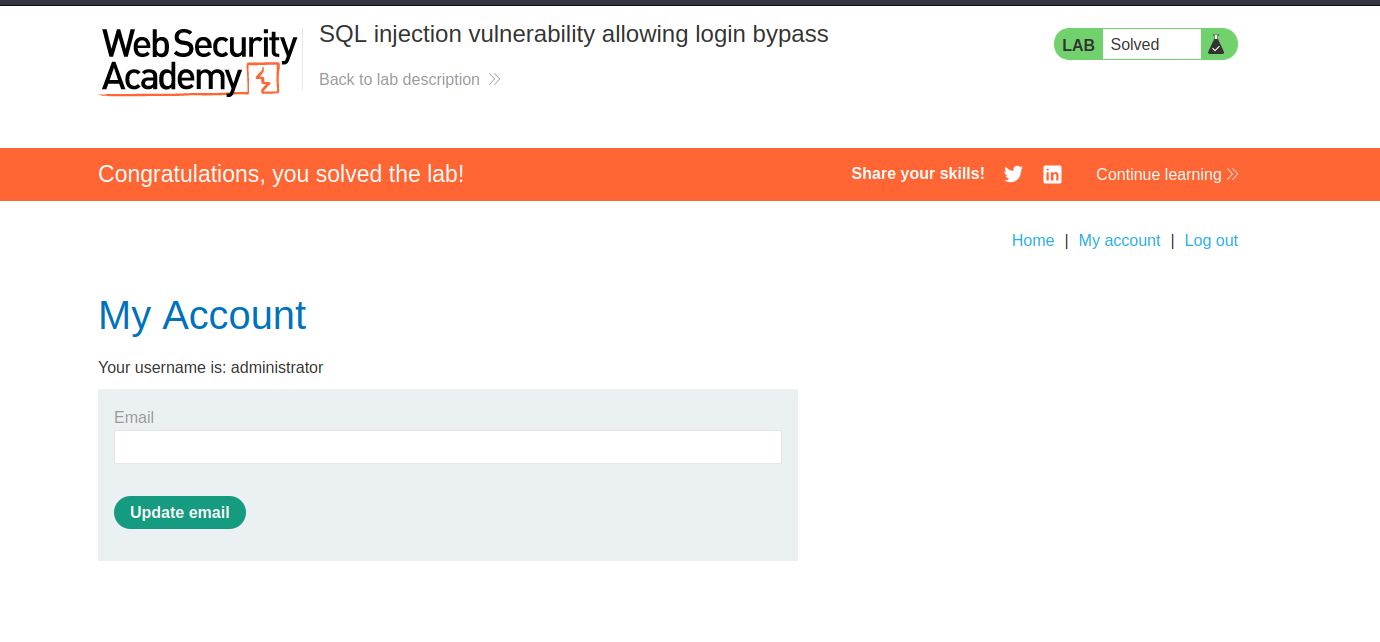 Web Security
Academy
SQL injection vulnerability allowing login bypass
Back to lab description
LAB Solved
Congratulations, you solved the lab!
Share your skills!
Continue learning
Home | My account | Log out
My Account
Your username is: administrator
Email
Update email